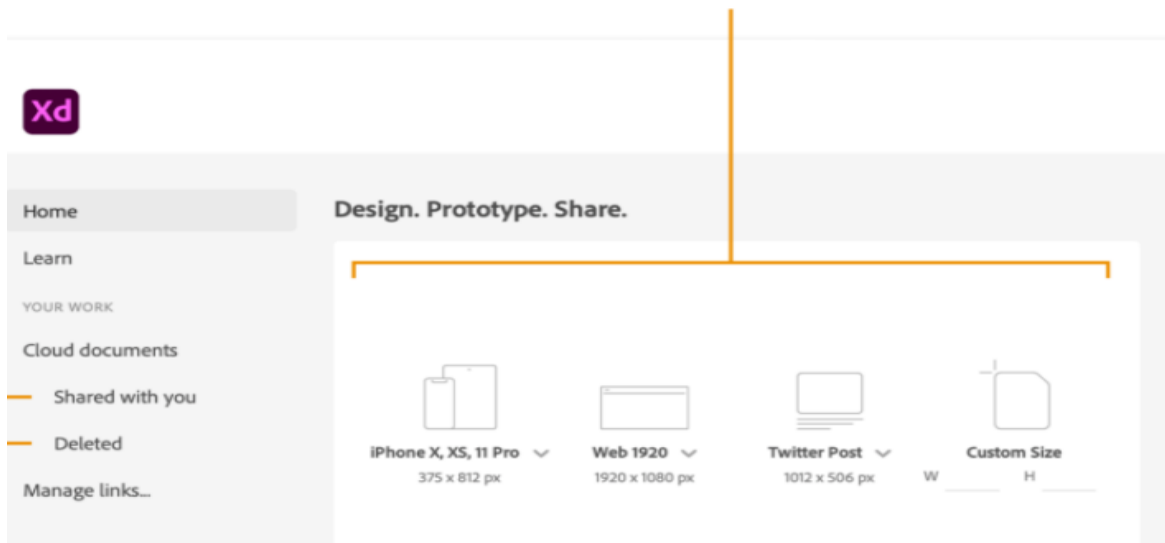 Xd
Home
Learn
YOUR WORK
Cloud documents
Shared with you
Deleted
Manage links...
Design. Prototype. Share.
iPhone X, XS, 11 Pro
375 x 812 px
Web 1920
1920 x 1080 px
Twitter Post
1012 x 506 px
Custom Size
W H